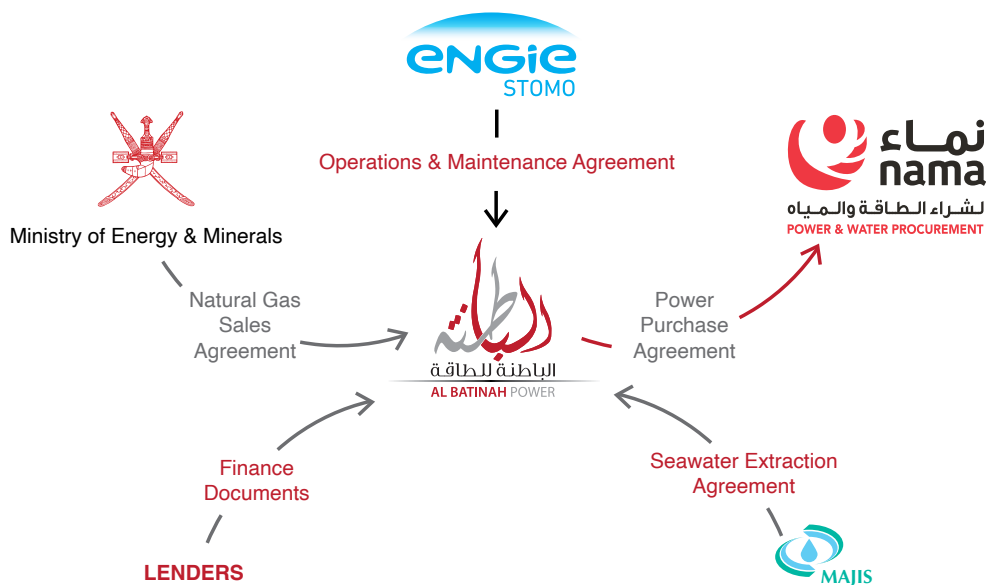 ENGIE
STOMO
Operations & Maintenance Agreement
نماء
nama
لشراء الطاقة والمياه
POWER & WATER PROCUREMENT
Ministry of Energy & Minerals
Natural Gas
Sales
Agreement
الباطنة
الباطنة للطاقة
AL BATINAH POWER
Power
Purchase
Agreement
Finance
Documents
LENDERS
Seawater Extraction
Agreement
MAJIS